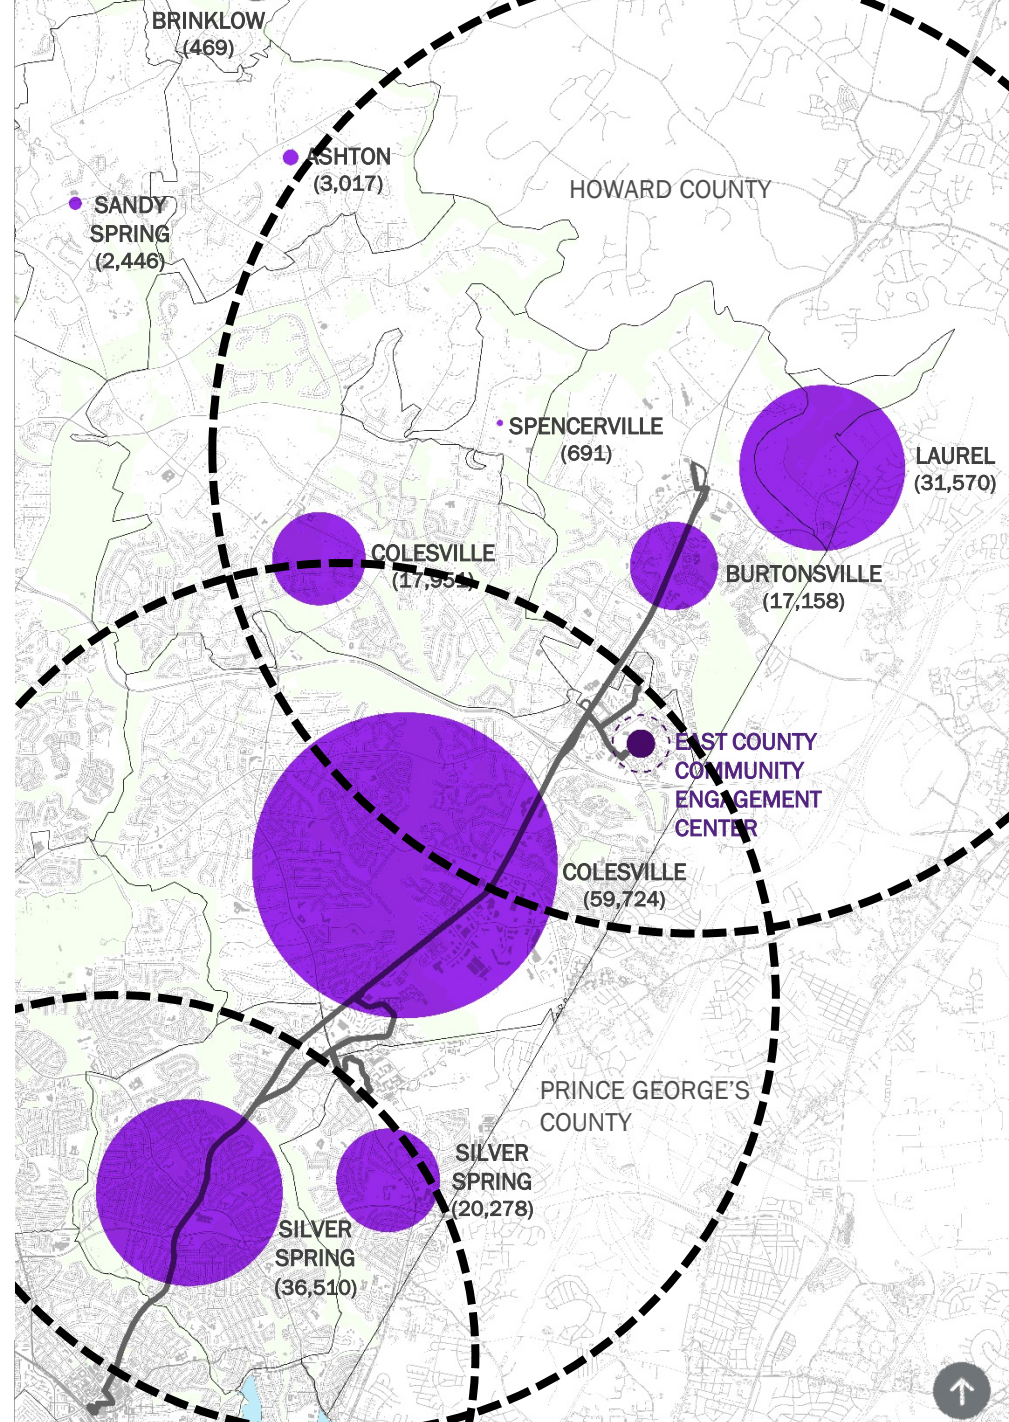 BRINKLOW
(469)
ASHTON
(3,017)
HOWARD COUNTY
SANDY
SPRING
(2,446)
SPENCERVILLE
(691)
LAUREL
(31,570)
COLESVILLE
(17,951)
BURTONSVILLE
(17,158)
EAST COUNTY
COMMUNITY
ENGAGEMENT
CENTER
COLESVILLE
(59,724)
PRINCE GEORGE'S
COUNTY
SILVER
SPRING
(20,278)
SILVER
SPRING
(36,510)